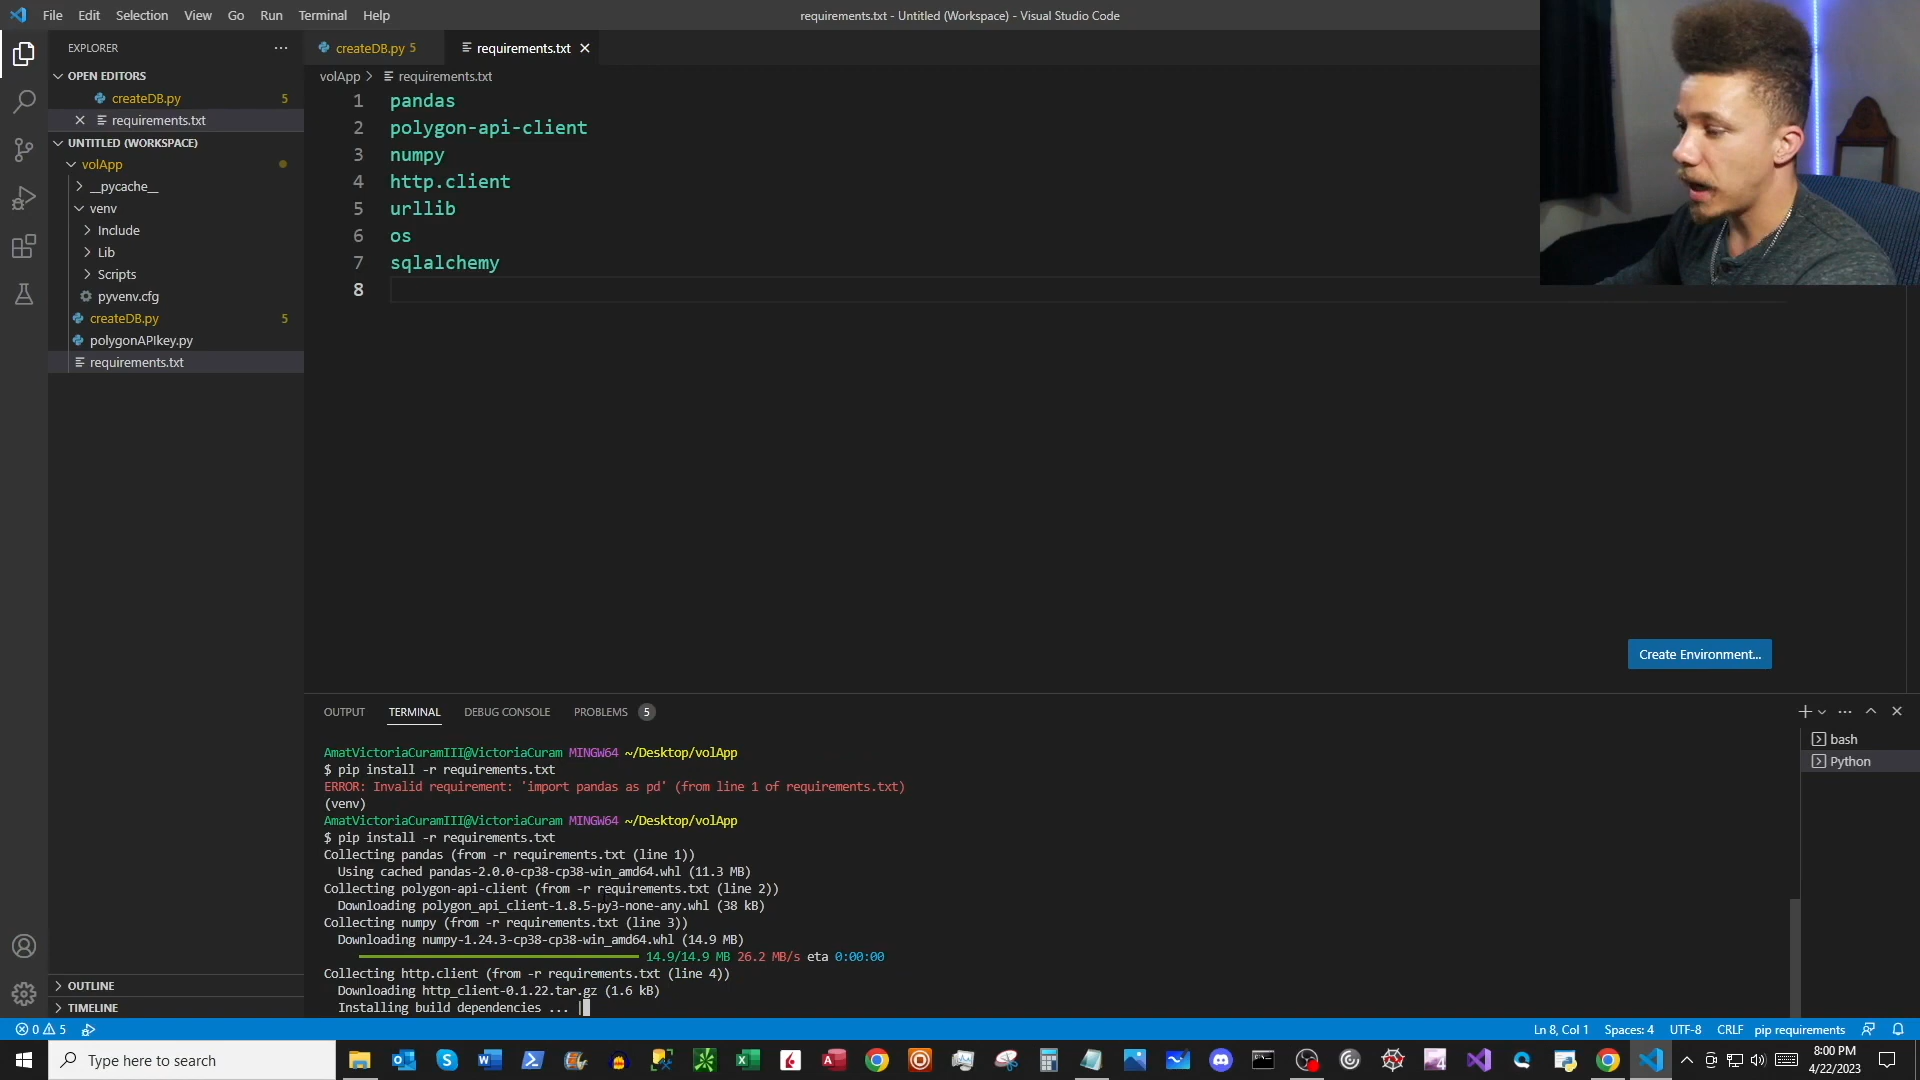 File Edit Selection View Go Run Terminal Help
requirements.txt - Untitled (Workspace) - Visual Studio Code
EXPLORER
OPEN EDITORS
createDB.py 5
requirements.txt
UNTITLED (WORKSPACE)
volApp
__pycache__
venv
Include
Lib
Scripts
pyvenv.cfg
createDB.py 5
polygonAPIkey.py
requirements.txt
OUTLINE
TIMELINE
createDB.py 5 requirements.txt
volApp > requirements.txt
1 pandas
2 polygon-api-client
3 numpy
4 http.client
5 urllib
6 os
7 sqlalchemy
8
Create Environment...
OUTPUT TERMINAL DEBUG CONSOLE PROBLEMS 5
AmatVictoriaCuramIII@VictoriaCuram MINGW64 ~/Desktop/volApp
$ pip install -r requirements.txt
ERROR: Invalid requirement: 'import pandas as pd' (from line 1 of requirements.txt)
(venv)
AmatVictoriaCuramIII@VictoriaCuram MINGW64 ~/Desktop/volApp
$ pip install -r requirements.txt
Collecting pandas (from -r requirements.txt (line 1))
Using cached pandas-2.0.0-cp38-cp38-win_amd64.whl (11.3 MB)
Collecting polygon-api-client (from -r requirements.txt (line 2))
Downloading polygon_api_client-1.8.5-py3-none-any.whl (38 kB)
Collecting numpy (from -r requirements.txt (line 3))
Downloading numpy-1.24.3-cp38-cp38-win_amd64.whl (14.9 MB)
14.9/14.9 MB 26.2 MB/s eta 0:00:00
Collecting http.client (from -r requirements.txt (line 4))
Downloading http_client-0.1.22.tar.gz (1.6 kB)
Installing build dependencies ... |
bash
Python
0 5
Ln 8, Col 1 Spaces: 4 UTF-8 CRLF pip requirements
Type here to search
8:00 PM
4/22/2023